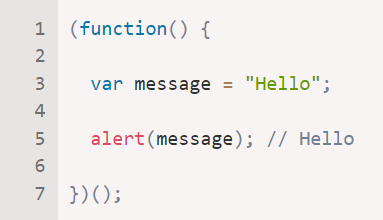 1 (function() {
2
3   var message = "Hello";
4
5   alert(message); // Hello
6
7 })();